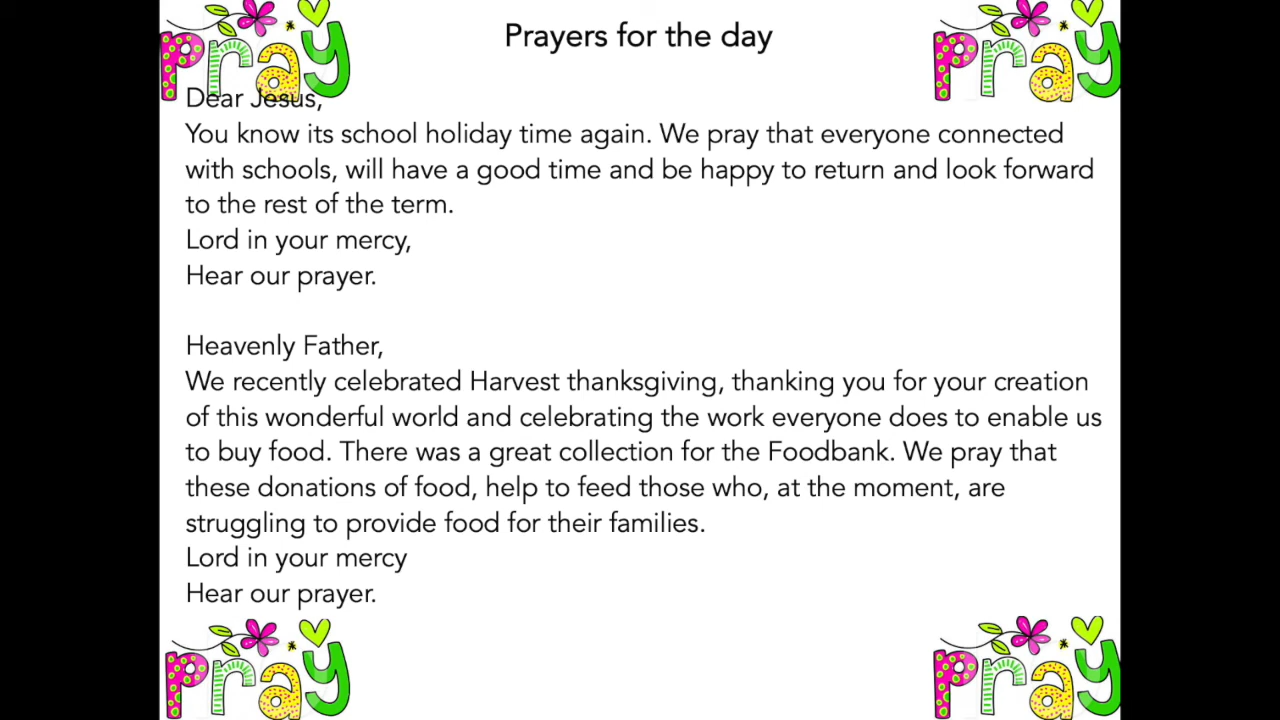 pray
pray
Prayers for the day
Dear Jesus,
You know its school holiday time again. We pray that everyone connected
with schools, will have a good time and be happy to return and look forward
to the rest of the term.
Lord in your mercy,
Hear our prayer.
Heavenly Father,
We recently celebrated Harvest thanksgiving, thanking you for your creation
of this wonderful world and celebrating the work everyone does to enable us
to buy food. There was a great collection for the Foodbank. We pray that
these donations of food, help to feed those who, at the moment, are
struggling to provide food for their families.
Lord in your mercy
Hear our prayer.
pray
pray